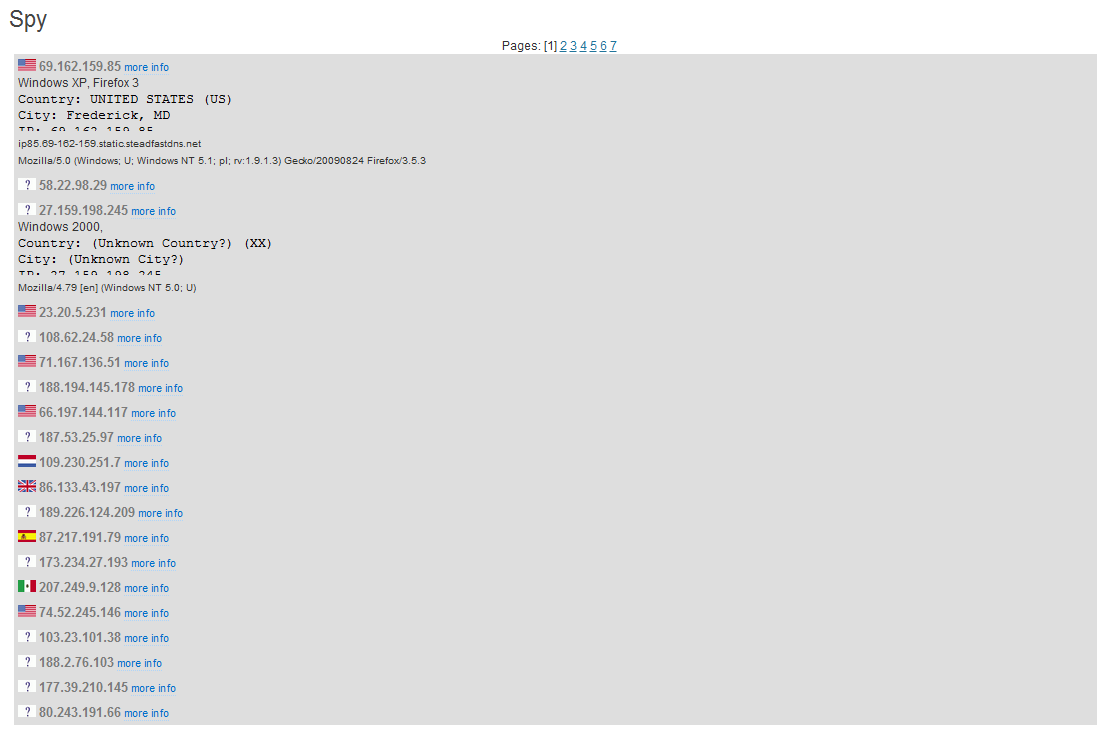 Spy
Pages: [1] 2 3 4 5 6 7
69.162.159.85 more info
Windows XP, Firefox 3
Country: UNITED STATES (US)
City: Frederick, MD
IP: 69.162.159.85
ip85.69-162-159.static.steadfastdns.net
Mozilla/5.0 (Windows; U; Windows NT 5.1; pl; rv:1.9.1.3) Gecko/20090824 Firefox/3.5.3
? 58.22.98.29 more info
? 27.159.198.245 more info
Windows 2000,
Country: (Unknown Country?) (XX)
City: (Unknown City?)
IP: 27.159.198.245
Mozilla/4.79 [en] (Windows NT 5.0; U)
23.20.5.231 more info
? 108.62.24.58 more info
71.167.136.51 more info
? 188.194.145.178 more info
66.197.144.117 more info
? 187.53.25.97 more info
109.230.251.7 more info
86.133.43.197 more info
? 189.226.124.209 more info
87.217.191.79 more info
? 173.234.27.193 more info
207.249.9.128 more info
74.52.245.146 more info
? 103.23.101.38 more info
? 188.2.76.103 more info
? 177.39.210.145 more info
? 80.243.191.66 more info